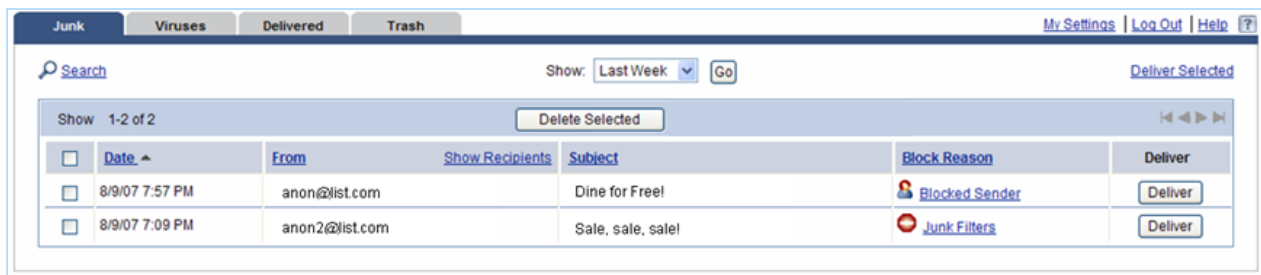 Junk Viruses Delivered Trash My Settings | Log Out | Help ?
Search Show: Last Week Go Deliver Selected
Show 1-2 of 2 Delete Selected
Date From Show Recipients Subject Block Reason Deliver
8/9/07 7:57 PM anon@list.com Dine for Free! Blocked Sender Deliver
8/9/07 7:09 PM anon2@list.com Sale, sale, sale! Junk Filters Deliver